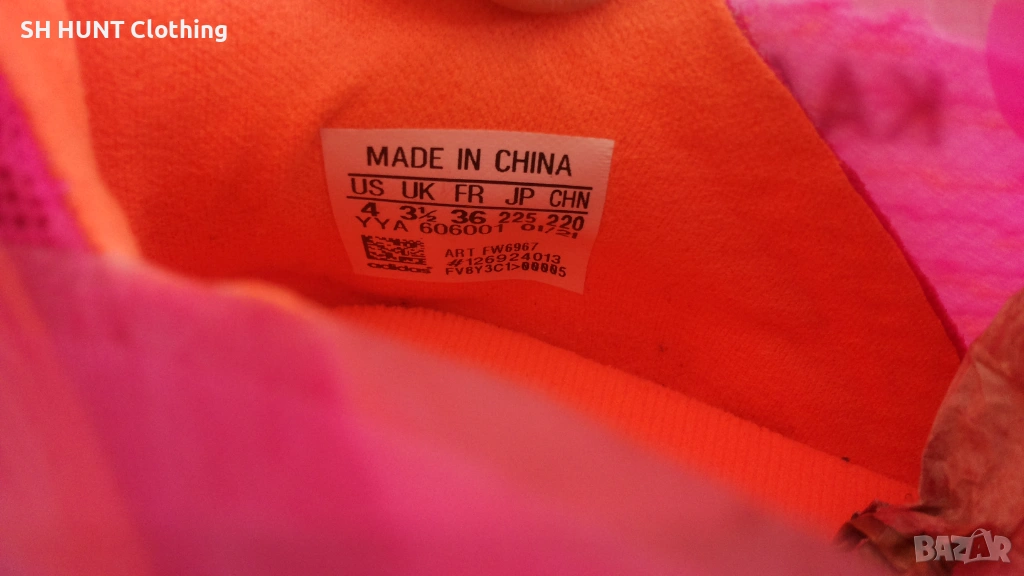 SH HUNT Clothing
MADE IN CHINA
US UK FR JP CHN
4 3½ 36 225 220
YYA 606001 01/21
ART FW6967
#126924013
adidas FV8Y3C1>00005
BAZAR